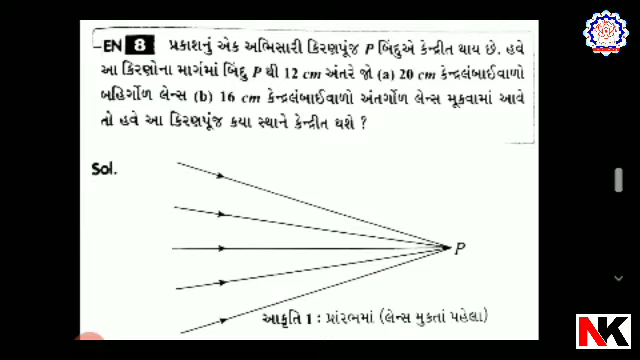 EN 8 પ્રકાશનું એક અભિસારી કિરણપૂંજ P બિંદુએ કેન્દ્રીત થાય છે. હવે
આ કિરણોના માર્ગમાં બિંદુ P થી 12 cm અંતરે જો (a) 20 cm કેન્દ્રલંબાઈવાળો
બહિર્ગોળ લેન્સ (b) 16 cm કેન્દ્રલંબાઈવાળો અંતર્ગોળ લેન્સ મૂકવામાં આવે
તો હવે આ કિરણપૂંજ કયા સ્થાને કેન્દ્રીત થશે ?
Sol.
P
આકૃતિ 1 : પ્રારંભમાં (લેન્સ મુકતાં પહેલા)
NK